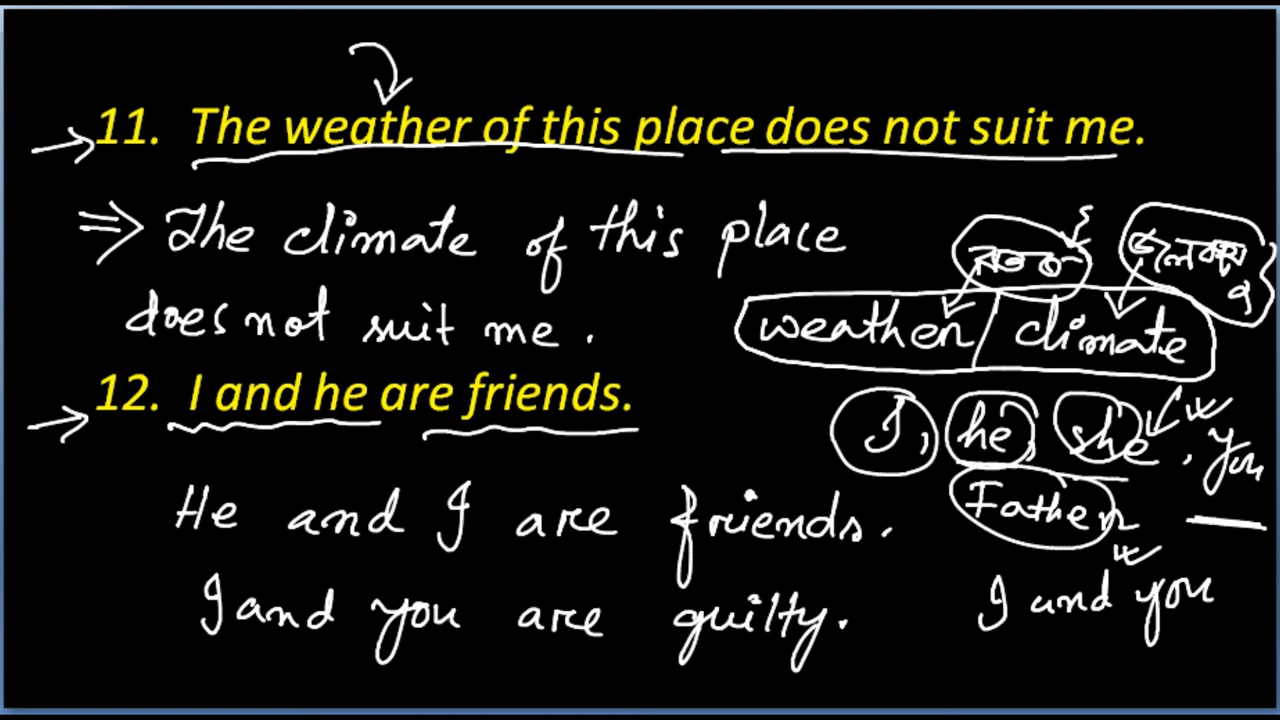 11. The weather of this place does not suit me.
⇒ The climate of this place
does not suit me.
জলবায়ু
weather / climate
12. I and he are friends.
I, he, she, you
Father
He and I are friends.
I and you are guilty.
I and you